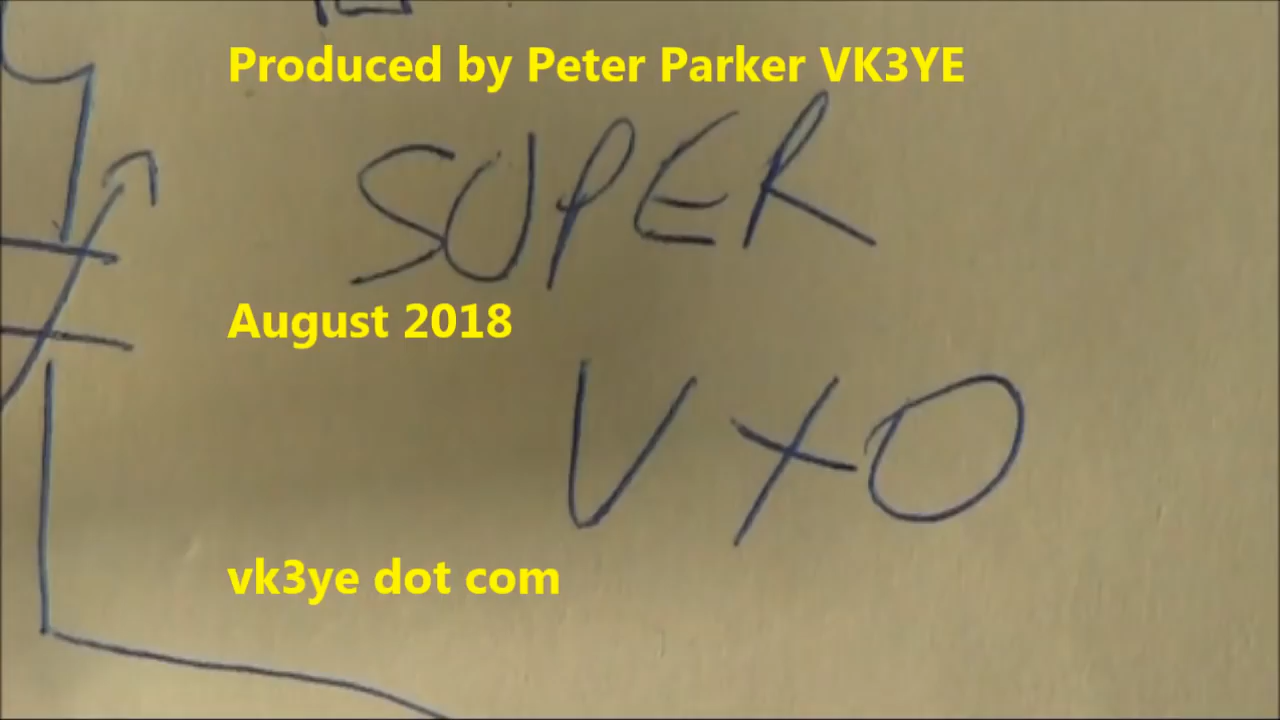 Produced by Peter Parker VK3YE
SUPER
August 2018
VXO
vk3ye dot com